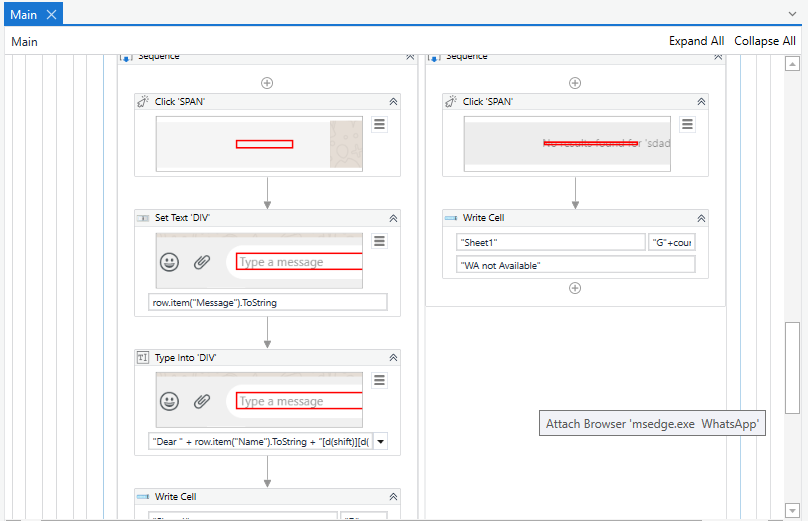 Main
Main
Expand All Collapse All
Sequence
Click 'SPAN'
Set Text 'DIV'
Type a message
row.item("Message").ToString
Type Into 'DIV'
Type a message
"Dear " + row.item("Name").ToString + "[d(shift)][d(
Write Cell
Sequence
Click 'SPAN'
No results found for 'sdad
Write Cell
"Sheet1" "G"+cour
"WA not Available"
Attach Browser 'msedge.exe WhatsApp'